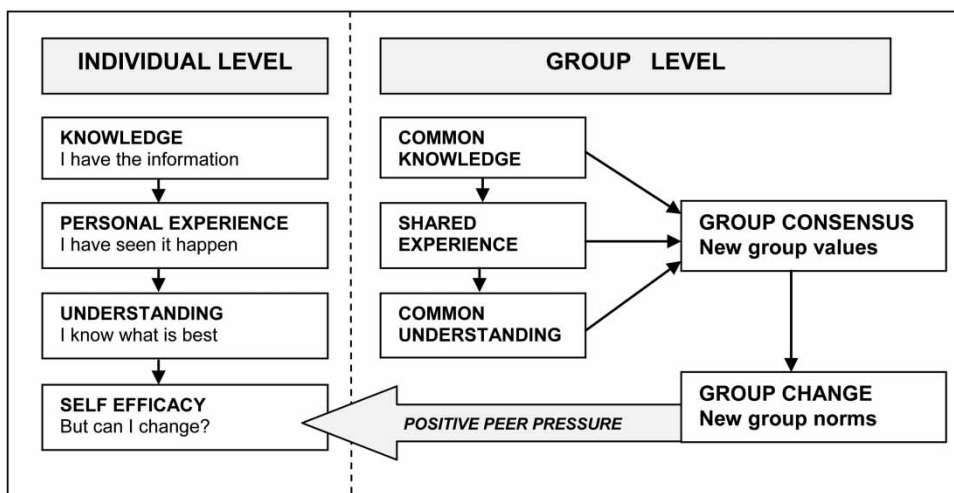 INDIVIDUAL LEVEL
KNOWLEDGE
I have the information
PERSONAL EXPERIENCE
I have seen it happen
UNDERSTANDING
I know what is best
SELF EFFICACY
But can I change?
GROUP LEVEL
COMMON
KNOWLEDGE
SHARED
EXPERIENCE
COMMON
UNDERSTANDING
GROUP CONSENSUS
New group values
GROUP CHANGE
New group norms
POSITIVE PEER PRESSURE